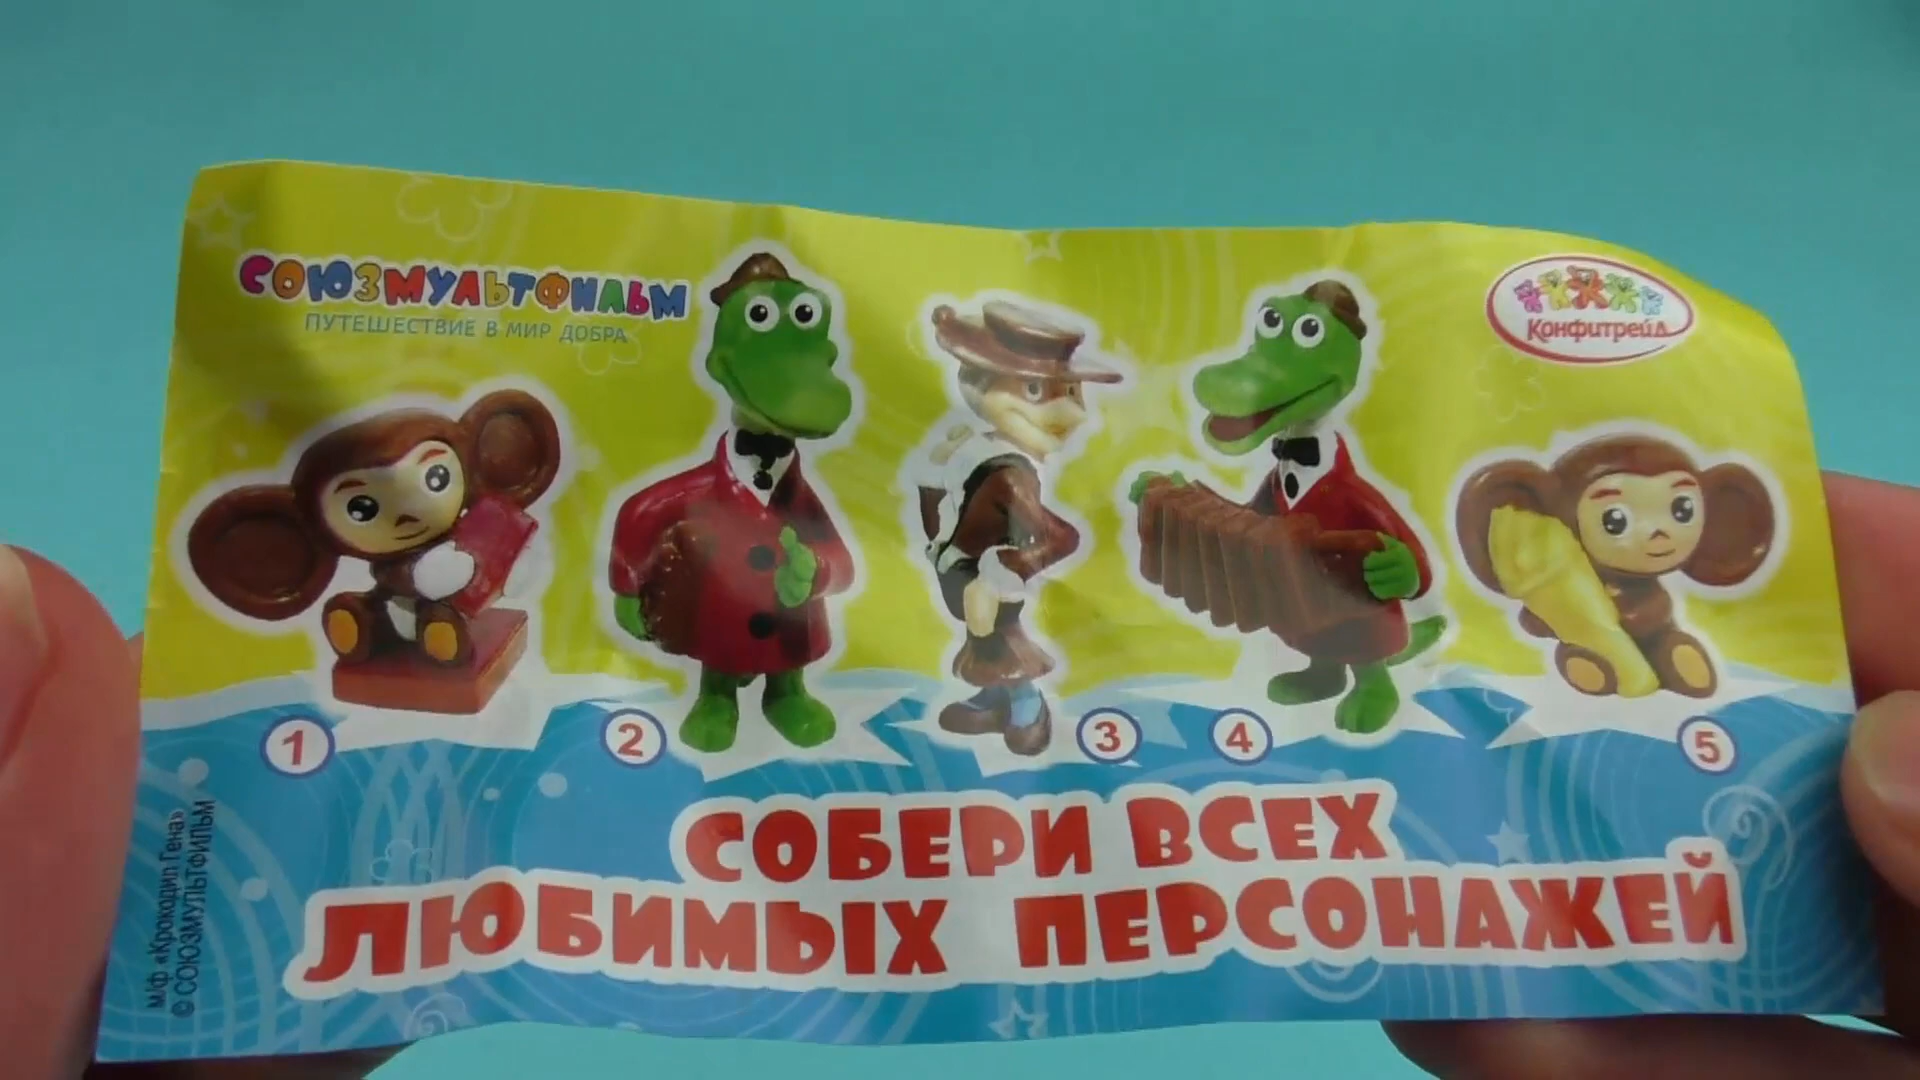 СОЮЗМУЛЬТФИЛЬМ
ПУТЕШЕСТВИЕ В МИР ДОБРА
Конфитрейд
1
2
3
4
5
СОБЕРИ ВСЕХ
ЛЮБИМЫХ ПЕРСОНАЖЕЙ
м/ф «Крокодил Гена»
© СОЮЗМУЛЬТФИЛЬМ